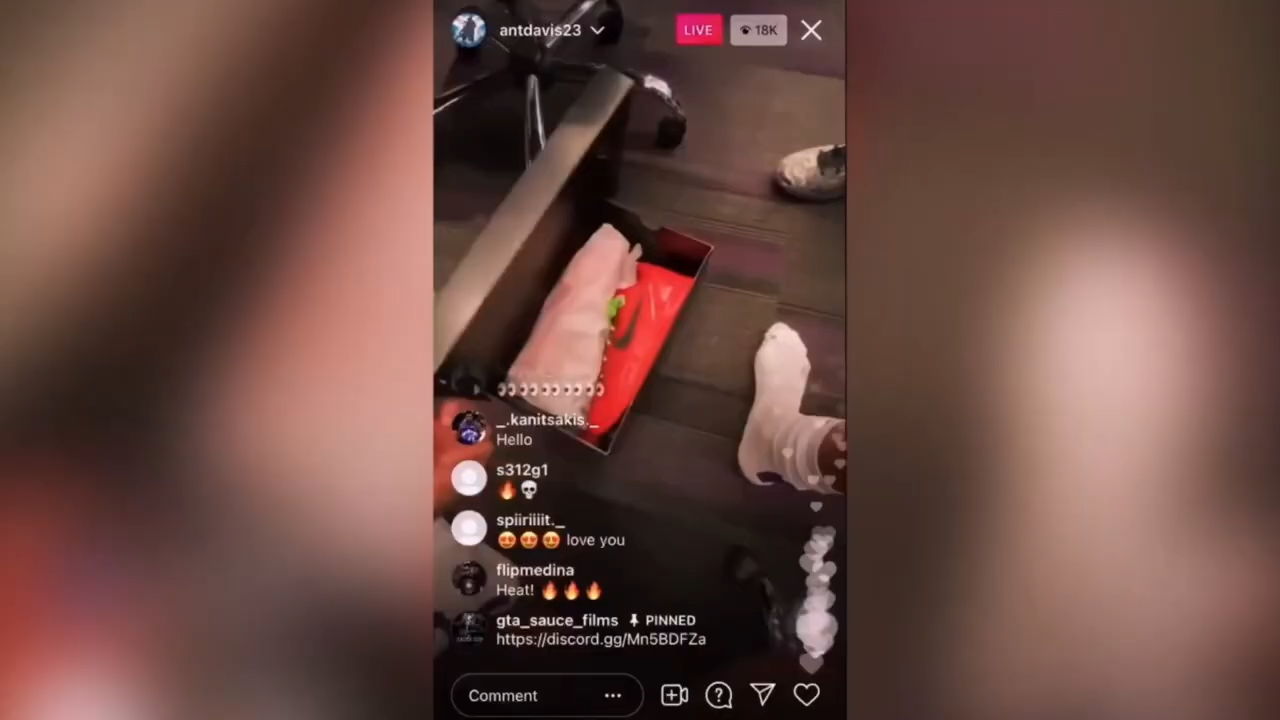 antdavis23
LIVE
18K
👀👀👀👀👀
_.kanitsakis._
Hello
s312g1
🔥💀
spiiriiiit._
😍😍😍 love you
flipmedina
Heat! 🔥🔥🔥
gta_sauce_films PINNED
https://discord.gg/Mn5BDFZa
Comment